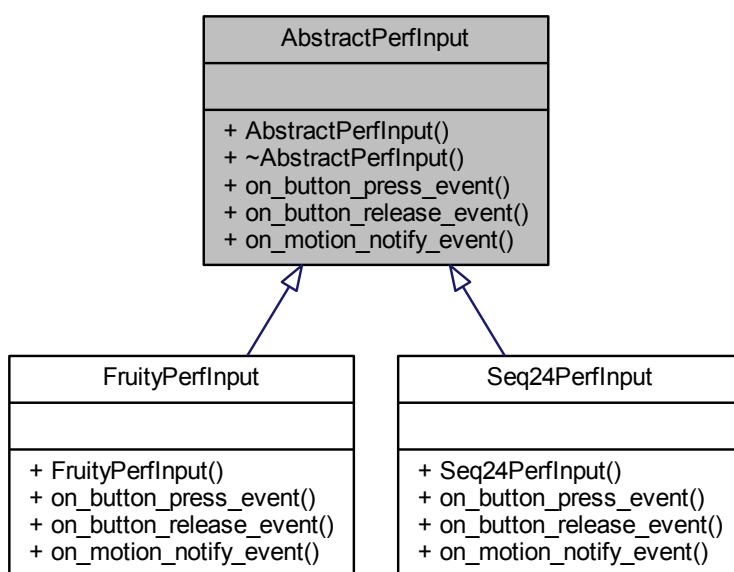 AbstractPerfInput
+ AbstractPerfInput()
+ ~AbstractPerfInput()
+ on_button_press_event()
+ on_button_release_event()
+ on_motion_notify_event()
FruityPerfInput
+ FruityPerfInput()
+ on_button_press_event()
+ on_button_release_event()
+ on_motion_notify_event()
Seq24PerfInput
+ Seq24PerfInput()
+ on_button_press_event()
+ on_button_release_event()
+ on_motion_notify_event()